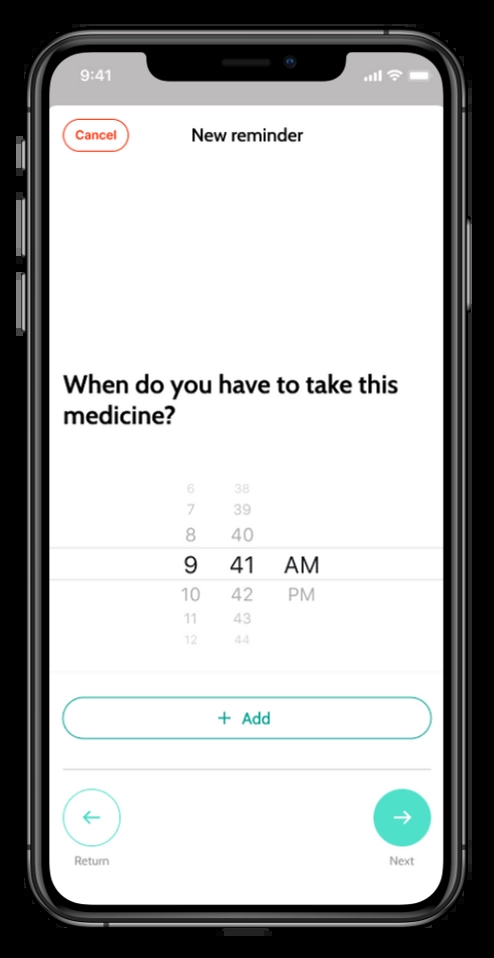 9:41
Cancel
New reminder
When do you have to take this
medicine?
6 38
7 39
8 40
9 41 AM
10 42 PM
11 43
12 44
+ Add
Return
Next